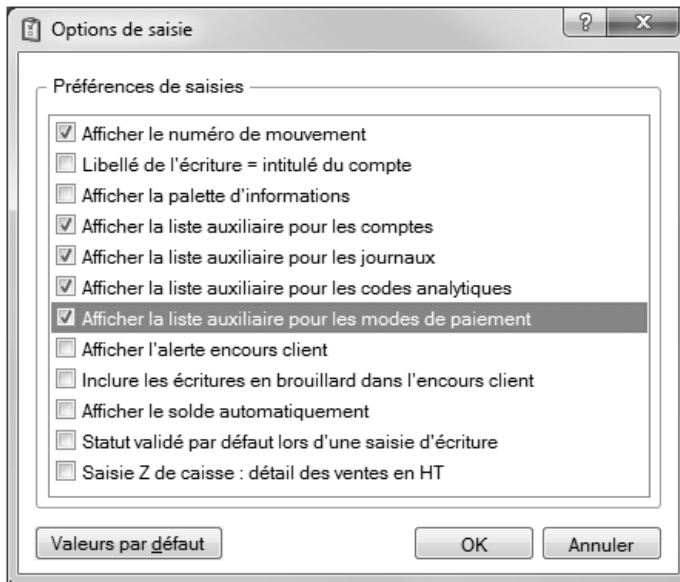 Options de saisie
Préférences de saisies
Afficher le numéro de mouvement
Libellé de l'écriture = intitulé du compte
Afficher la palette d'informations
Afficher la liste auxiliaire pour les comptes
Afficher la liste auxiliaire pour les journaux
Afficher la liste auxiliaire pour les codes analytiques
Afficher la liste auxiliaire pour les modes de paiement
Afficher l'alerte encours client
Inclure les écritures en brouillard dans l'encours client
Afficher le solde automatiquement
Statut validé par défaut lors d'une saisie d'écriture
Saisie Z de caisse : détail des ventes en HT
Valeurs par défaut OK Annuler